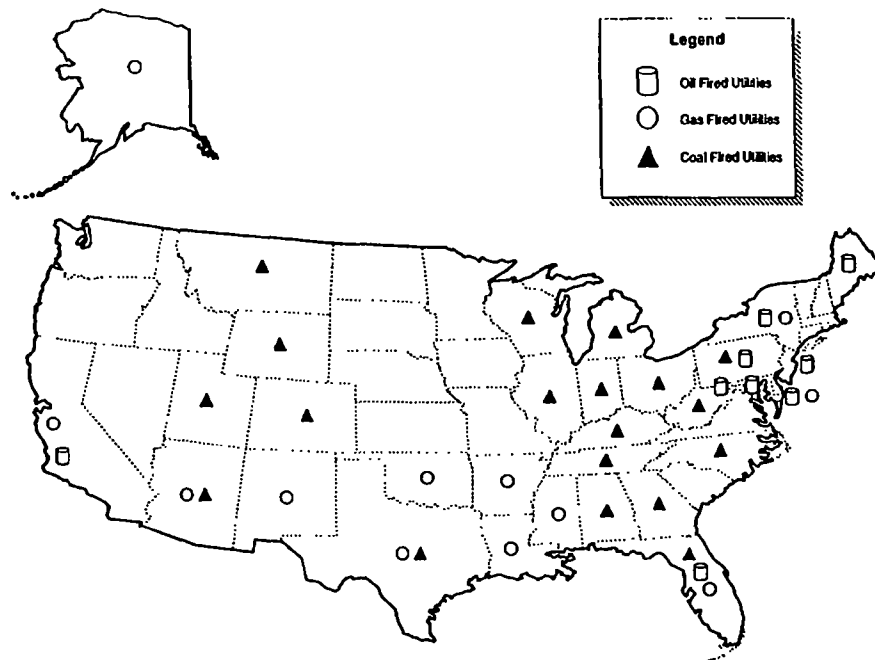 Legend
Oil Fired Utilities
Gas Fired Utilities
Coal Fired Utilities